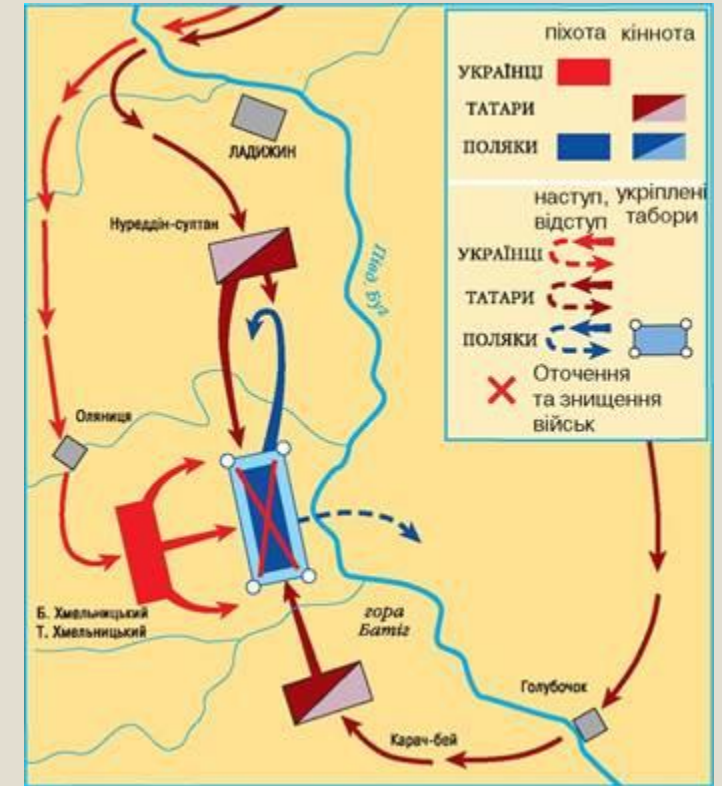 піхота кіннота
УКРАЇНЦІ
ТАТАРИ
ПОЛЯКИ
наступ, укріплені
відступ табори
УКРАЇНЦІ
ТАТАРИ
ПОЛЯКИ
Оточення
та знищення
військ
ЛАДИЖИН
Нуреддін-султан
Півд. Буг
Оляниця
Б. Хмельницький
Т. Хмельницький
гора
Батіг
Голубочок
Карач-бей